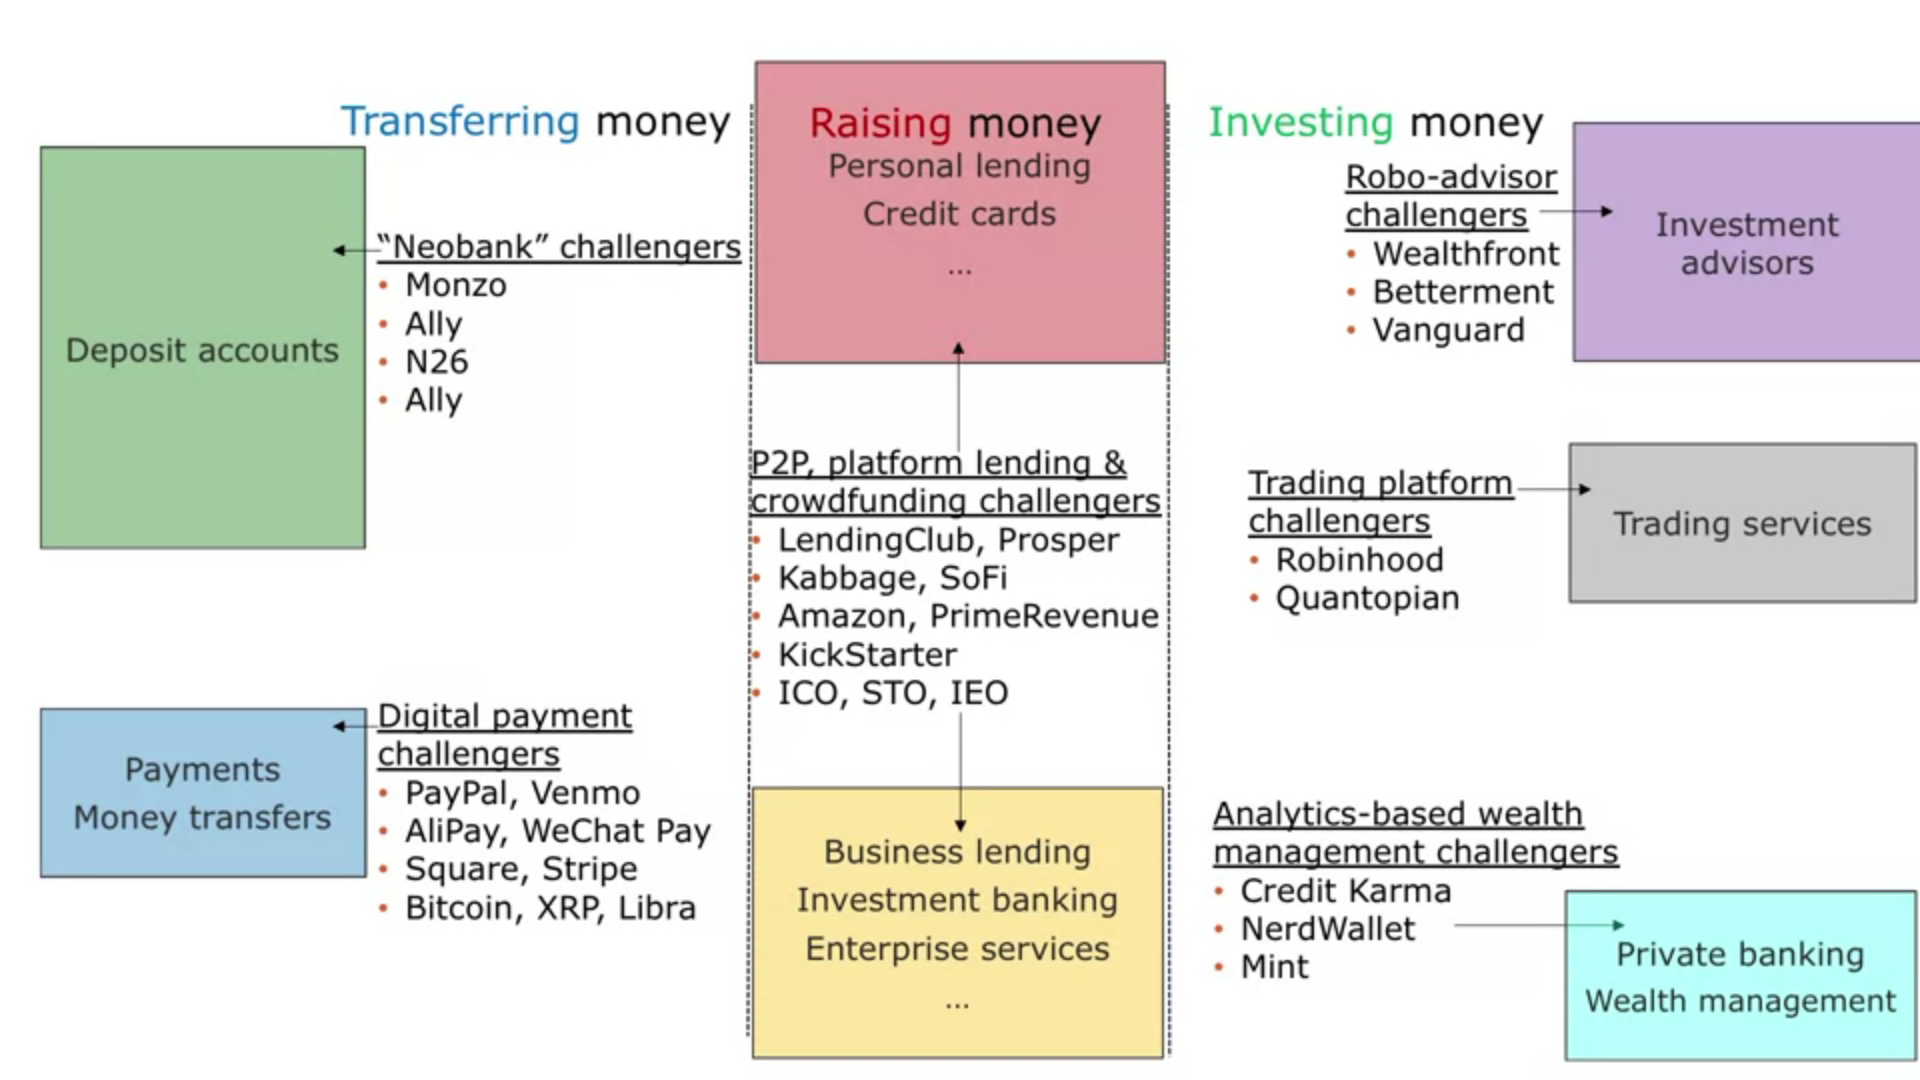 Transferring money
Deposit accounts
“Neobank” challengers
• Monzo
• Ally
• N26
• Ally
Payments
Money transfers
Digital payment
challengers
• PayPal, Venmo
• AliPay, WeChat Pay
• Square, Stripe
• Bitcoin, XRP, Libra
Raising money
Personal lending
Credit cards
...
P2P, platform lending &
crowdfunding challengers
• LendingClub, Prosper
• Kabbage, SoFi
• Amazon, PrimeRevenue
• KickStarter
• ICO, STO, IEO
Business lending
Investment banking
Enterprise services
...
Investing money
Robo-advisor
challengers
• Wealthfront
• Betterment
• Vanguard
Investment
advisors
Trading platform
challengers
• Robinhood
• Quantopian
Trading services
Analytics-based wealth
management challengers
• Credit Karma
• NerdWallet
• Mint
Private banking
Wealth management